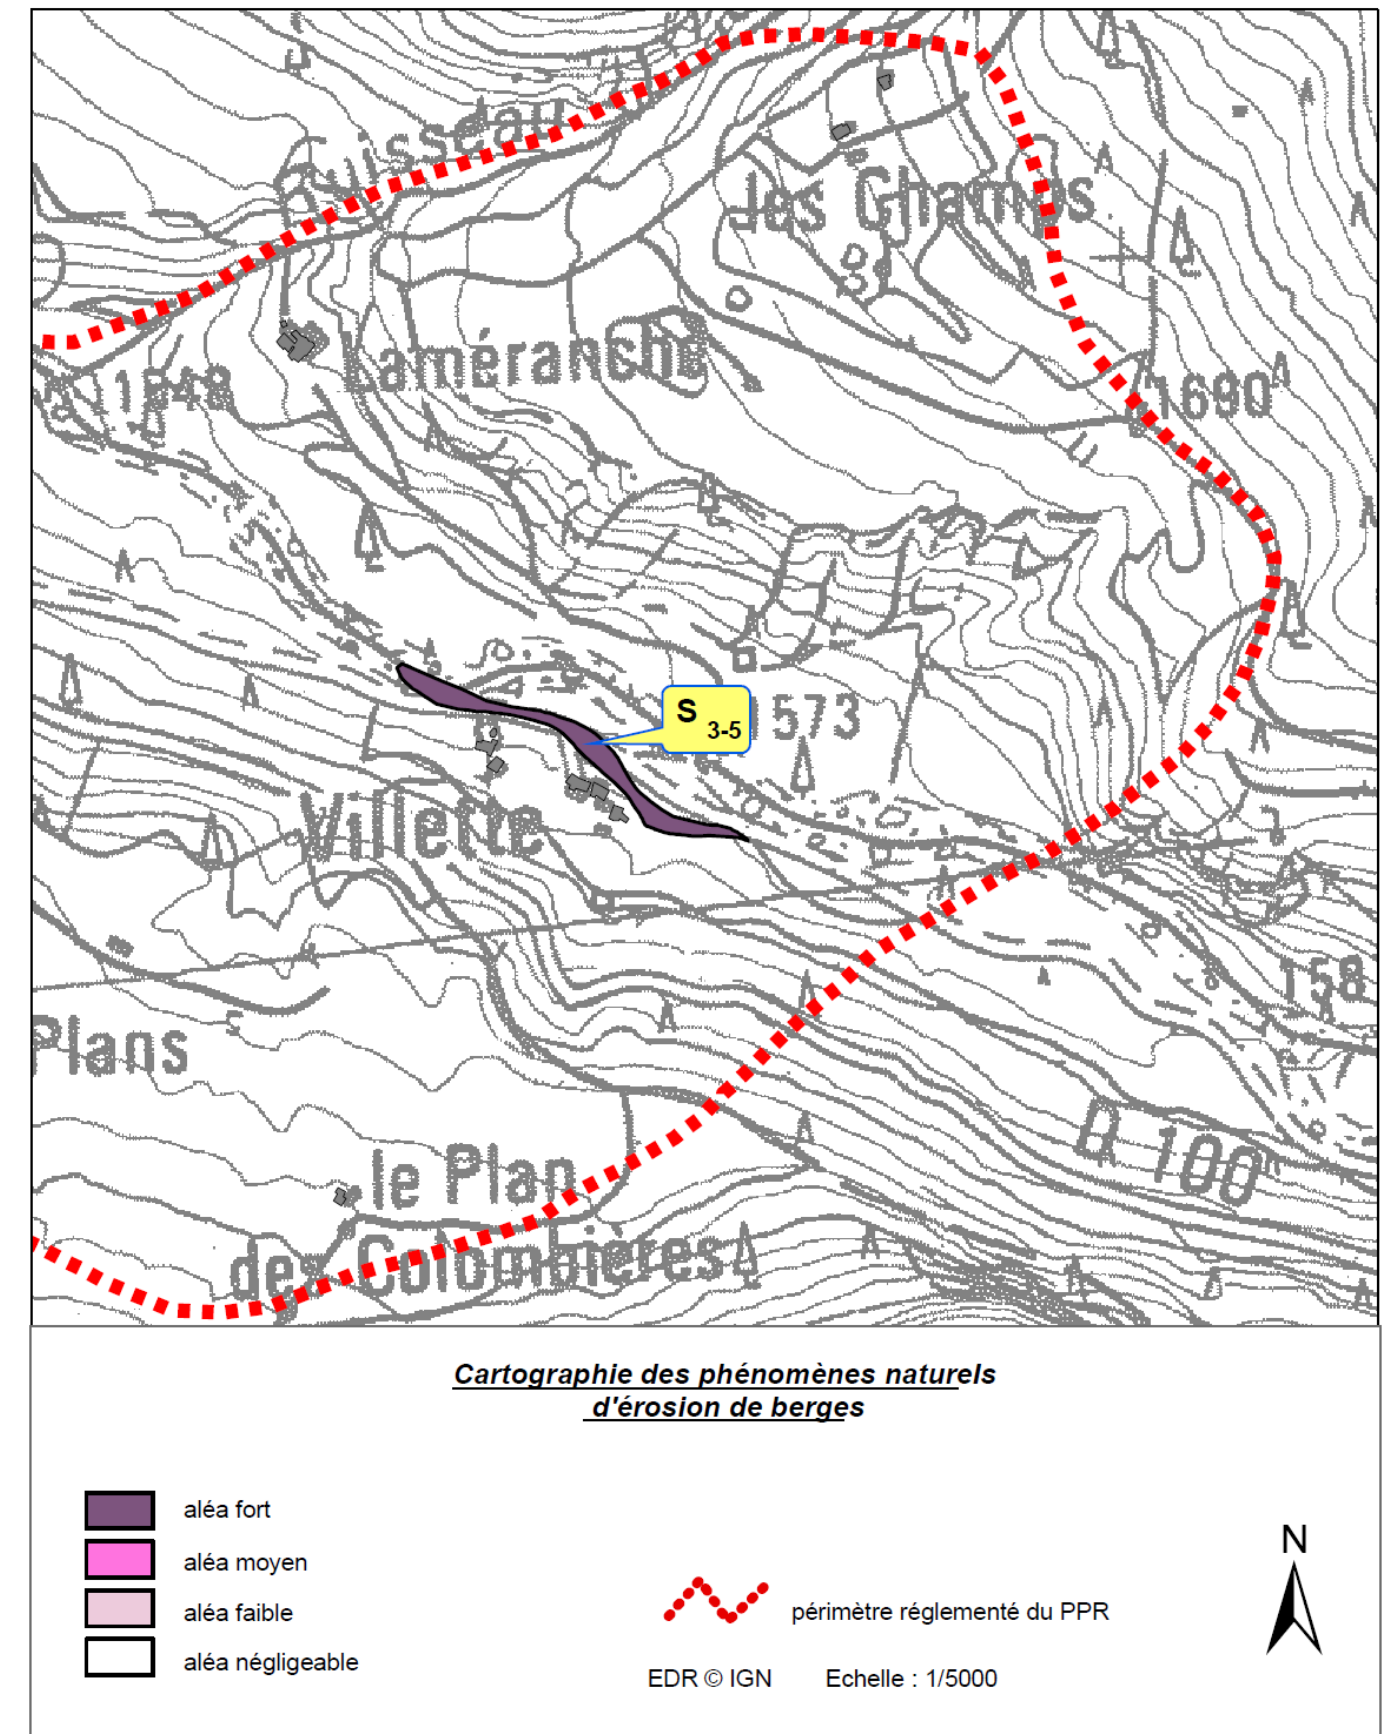 Ruisseau
les Champs
Laméranche
1548
1690
S 3-5
1573
Villette
158
Plans
D 100
le Plan
des Colombières
Cartographie des phénomènes naturels
d'érosion de berges
aléa fort
aléa moyen
aléa faible
aléa négligeable
périmètre réglementé du PPR
EDR © IGN Echelle : 1/5000
N